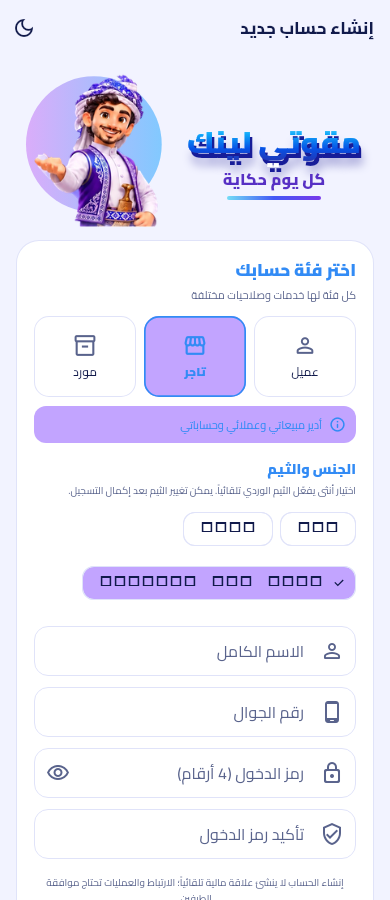 إنشاء حساب جديد
مقوتي لينك
كل يوم حكاية
اختر فئة حسابك
كل فئة لها خدمات وصلاحيات مختلفة
عميل
تاجر
مورد
أدير مبيعاتي وعملائي وحساباتي
الجنس والثيم
اختيار أنثى يفعّل الثيم الوردي تلقائياً. يمكن تغيير الثيم بعد إكمال التسجيل.
الاسم الكامل
رقم الجوال
رمز الدخول (4 أرقام)
تأكيد رمز الدخول
إنشاء الحساب لا ينشئ علاقة مالية تلقائياً؛ الارتباط والعمليات تحتاج موافقة
الطرفين